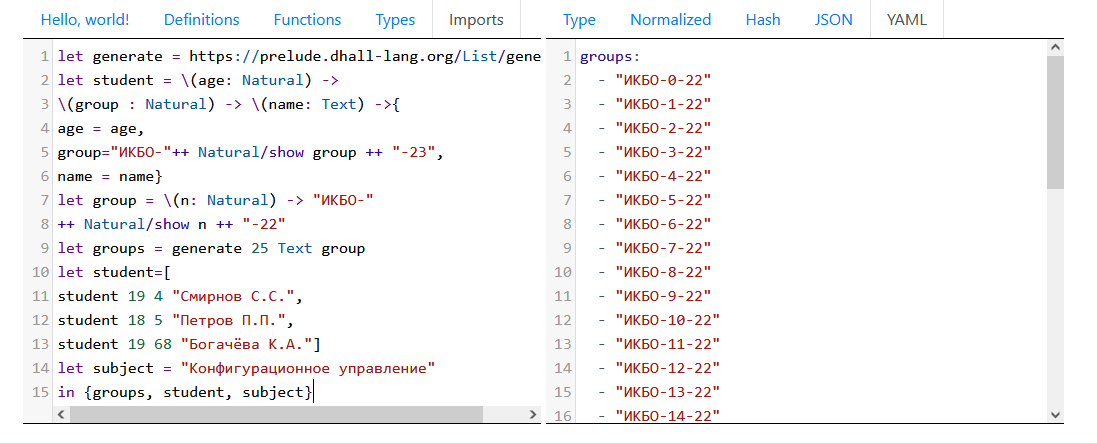 Hello, world! Definitions Functions Types Imports
1 let generate = https://prelude.dhall-lang.org/List/gene
2 let student = \(age: Natural) ->
3 \(group : Natural) -> \(name: Text) ->{
4 age = age,
5 group="ИКБО-"++ Natural/show group ++ "-23",
6 name = name}
7 let group = \(n: Natural) -> "ИКБО-"
8 ++ Natural/show n ++ "-22"
9 let groups = generate 25 Text group
10 let student=[
11 student 19 4 "Смирнов С.С.",
12 student 18 5 "Петров П.П.",
13 student 19 68 "Богачёва К.А."]
14 let subject = "Конфигурационное управление"
15 in {groups, student, subject}
Type Normalized Hash JSON YAML
1 groups:
2 - "ИКБО-0-22"
3 - "ИКБО-1-22"
4 - "ИКБО-2-22"
5 - "ИКБО-3-22"
6 - "ИКБО-4-22"
7 - "ИКБО-5-22"
8 - "ИКБО-6-22"
9 - "ИКБО-7-22"
10 - "ИКБО-8-22"
11 - "ИКБО-9-22"
12 - "ИКБО-10-22"
13 - "ИКБО-11-22"
14 - "ИКБО-12-22"
15 - "ИКБО-13-22"
16 - "ИКБО-14-22"